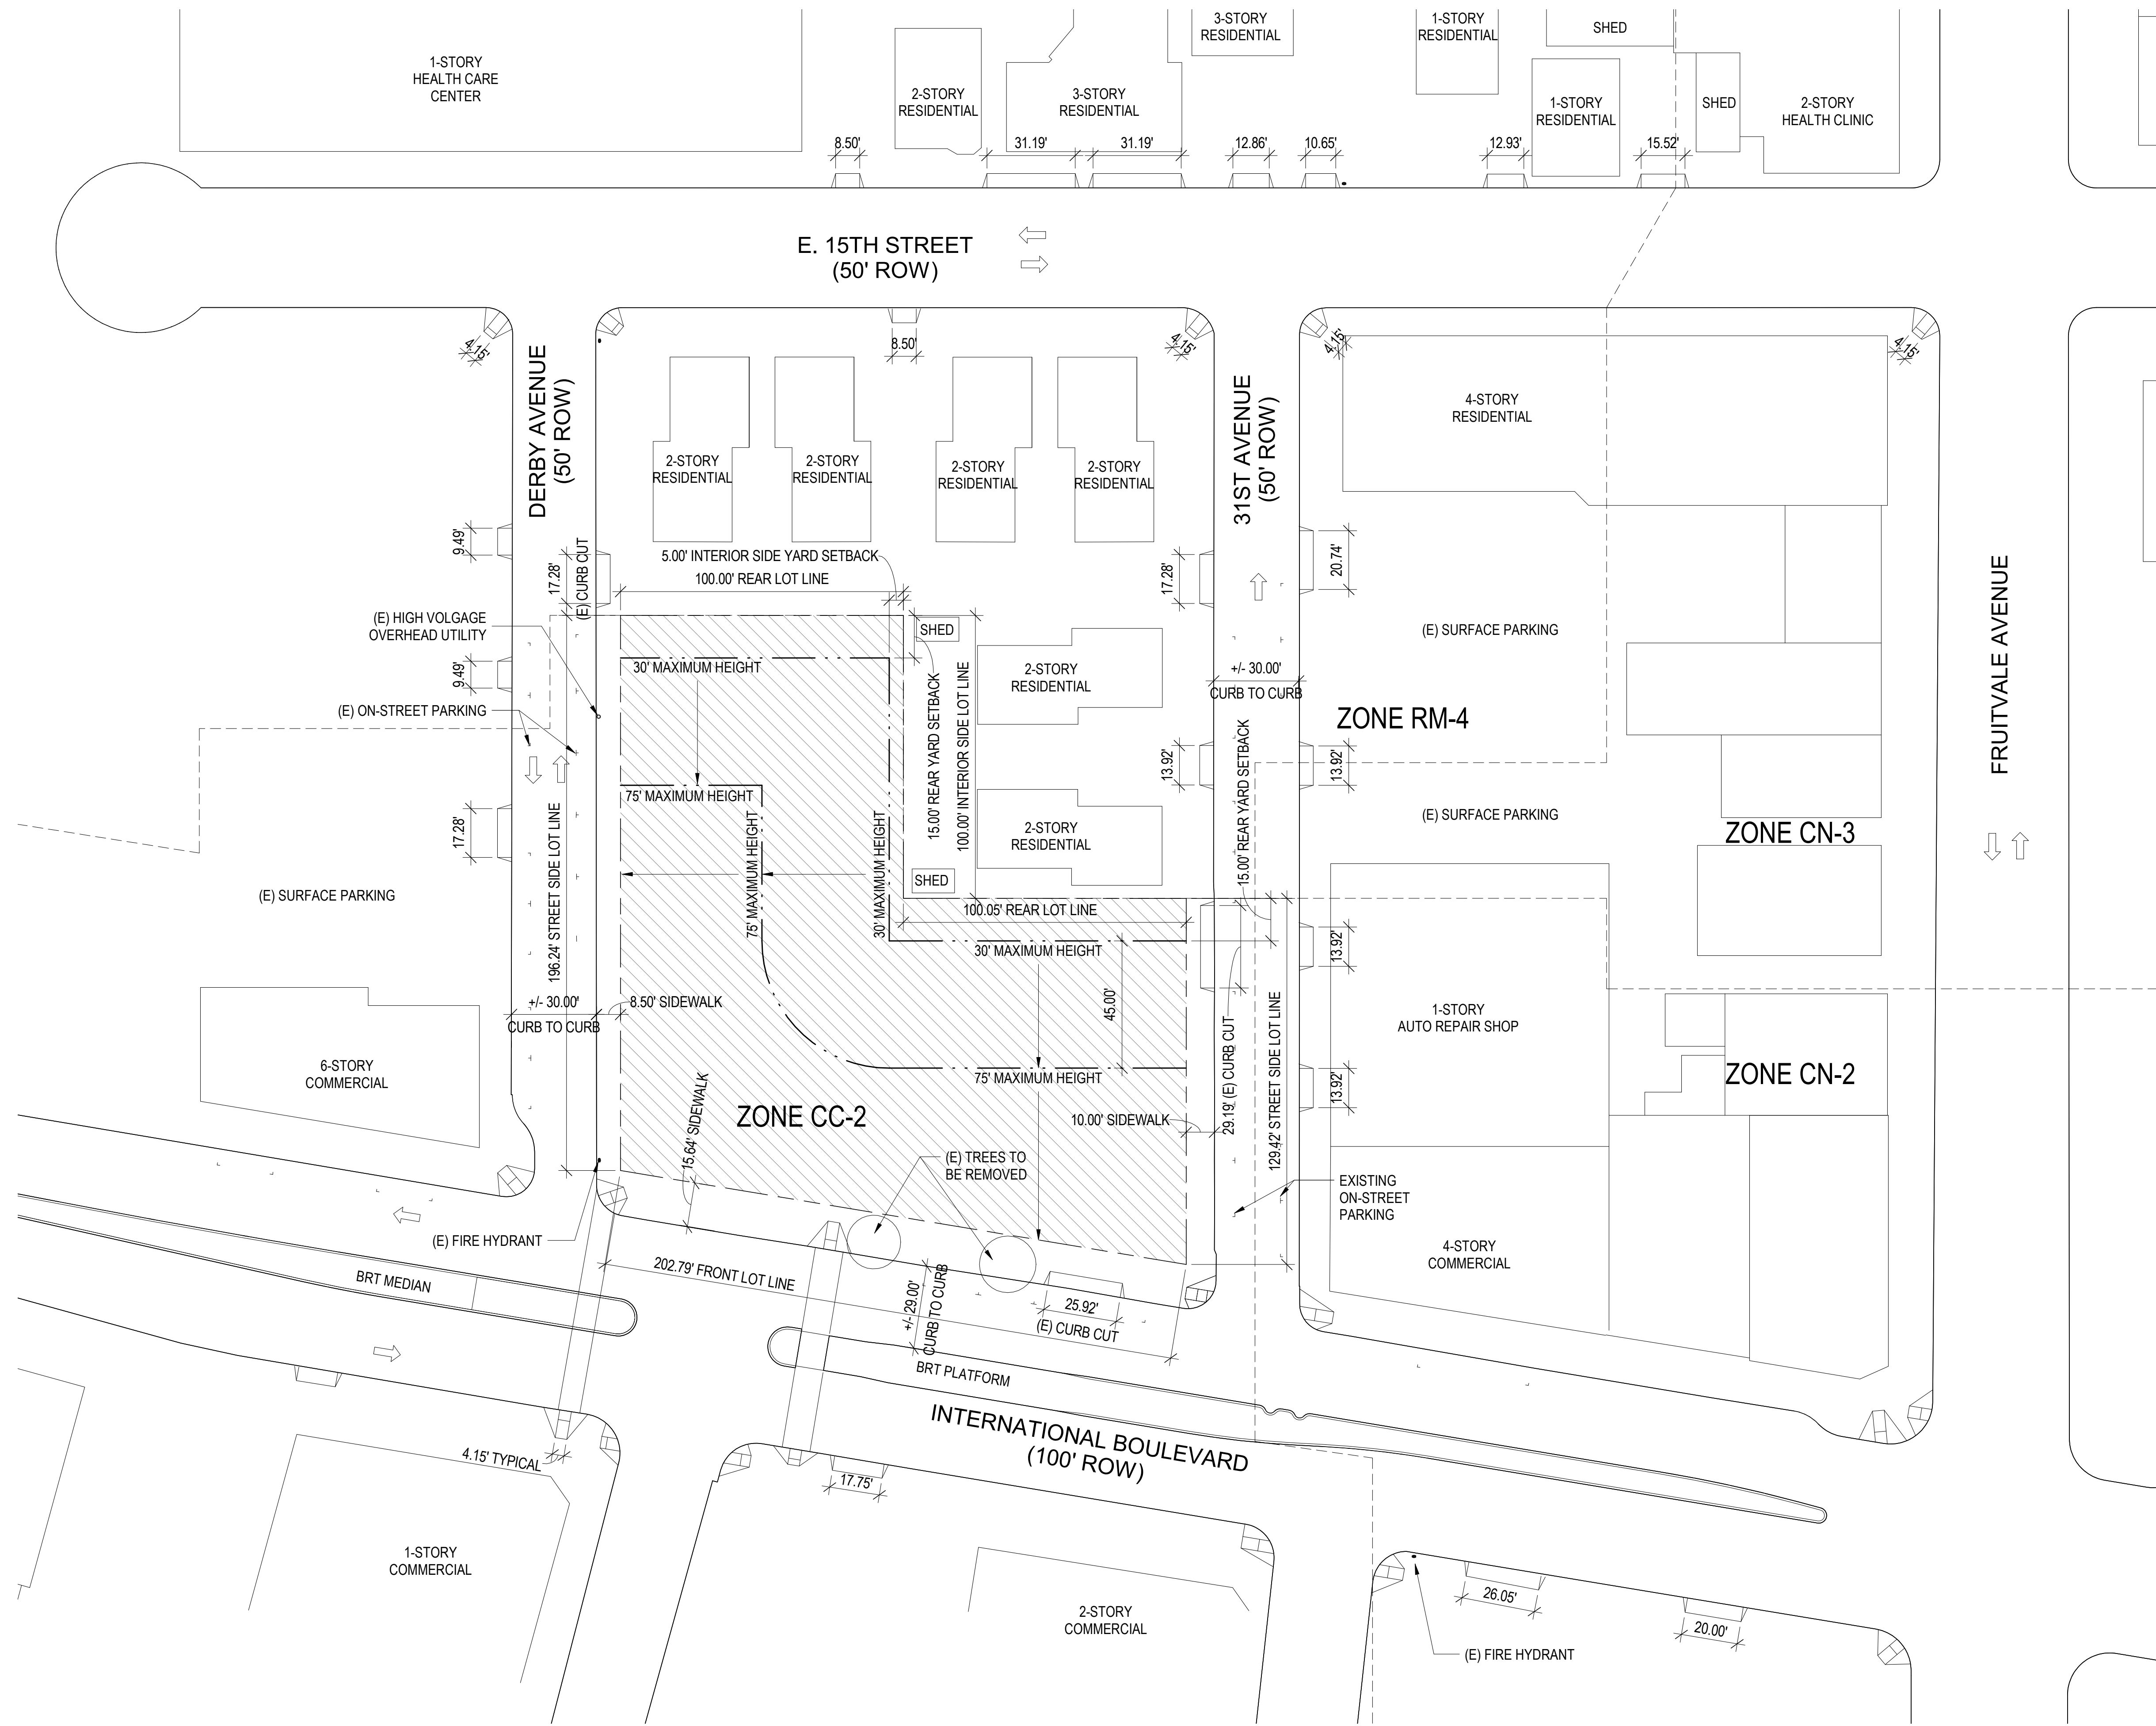 1-STORY
HEALTH CARE
CENTER
2-STORY
RESIDENTIAL
3-STORY
RESIDENTIAL
3-STORY
RESIDENTIAL
1-STORY
RESIDENTIAL
SHED
1-STORY
RESIDENTIAL
SHED
2-STORY
HEALTH CLINIC
8.50'
31.19'
31.19'
12.86'
10.65'
12.93'
15.52'
E. 15TH STREET
(50' ROW)
4.15'
8.50'
4.15'
4.15'
4.15'
DERBY AVENUE
(50' ROW)
31ST AVENUE
(50' ROW)
FRUITVALE AVENUE
2-STORY
RESIDENTIAL
2-STORY
RESIDENTIAL
2-STORY
RESIDENTIAL
2-STORY
RESIDENTIAL
4-STORY
RESIDENTIAL
9.49'
17.28'
(E) CURB CUT
5.00' INTERIOR SIDE YARD SETBACK
100.00' REAR LOT LINE
17.28'
20.74'
(E) HIGH VOLGAGE
OVERHEAD UTILITY
SHED
(E) SURFACE PARKING
9.49'
30' MAXIMUM HEIGHT
2-STORY
RESIDENTIAL
+/- 30.00'
CURB TO CURB
(E) ON-STREET PARKING
ZONE RM-4
15.00' REAR YARD SETBACK
100.00' INTERIOR SIDE LOT LINE
13.92'
13.92'
15.00' REAR YARD SETBACK
75' MAXIMUM HEIGHT
17.28'
196.24' STREET SIDE LOT LINE
75' MAXIMUM HEIGHT
30' MAXIMUM HEIGHT
2-STORY
RESIDENTIAL
(E) SURFACE PARKING
ZONE CN-3
SHED
(E) SURFACE PARKING
100.05' REAR LOT LINE
30' MAXIMUM HEIGHT
13.92'
+/- 30.00'
CURB TO CURB
8.50' SIDEWALK
45.00'
29.19' (E) CURB CUT
129.42' STREET SIDE LOT LINE
1-STORY
AUTO REPAIR SHOP
6-STORY
COMMERCIAL
75' MAXIMUM HEIGHT
13.92'
ZONE CN-2
ZONE CC-2
15.64' SIDEWALK
10.00' SIDEWALK
(E) TREES TO
BE REMOVED
EXISTING
ON-STREET
PARKING
(E) FIRE HYDRANT
4-STORY
COMMERCIAL
BRT MEDIAN
202.79' FRONT LOT LINE
+/- 29.00'
CURB TO CURB
25.92'
(E) CURB CUT
BRT PLATFORM
INTERNATIONAL BOULEVARD
(100' ROW)
4.15' TYPICAL
17.75'
1-STORY
COMMERCIAL
2-STORY
COMMERCIAL
26.05'
20.00'
(E) FIRE HYDRANT